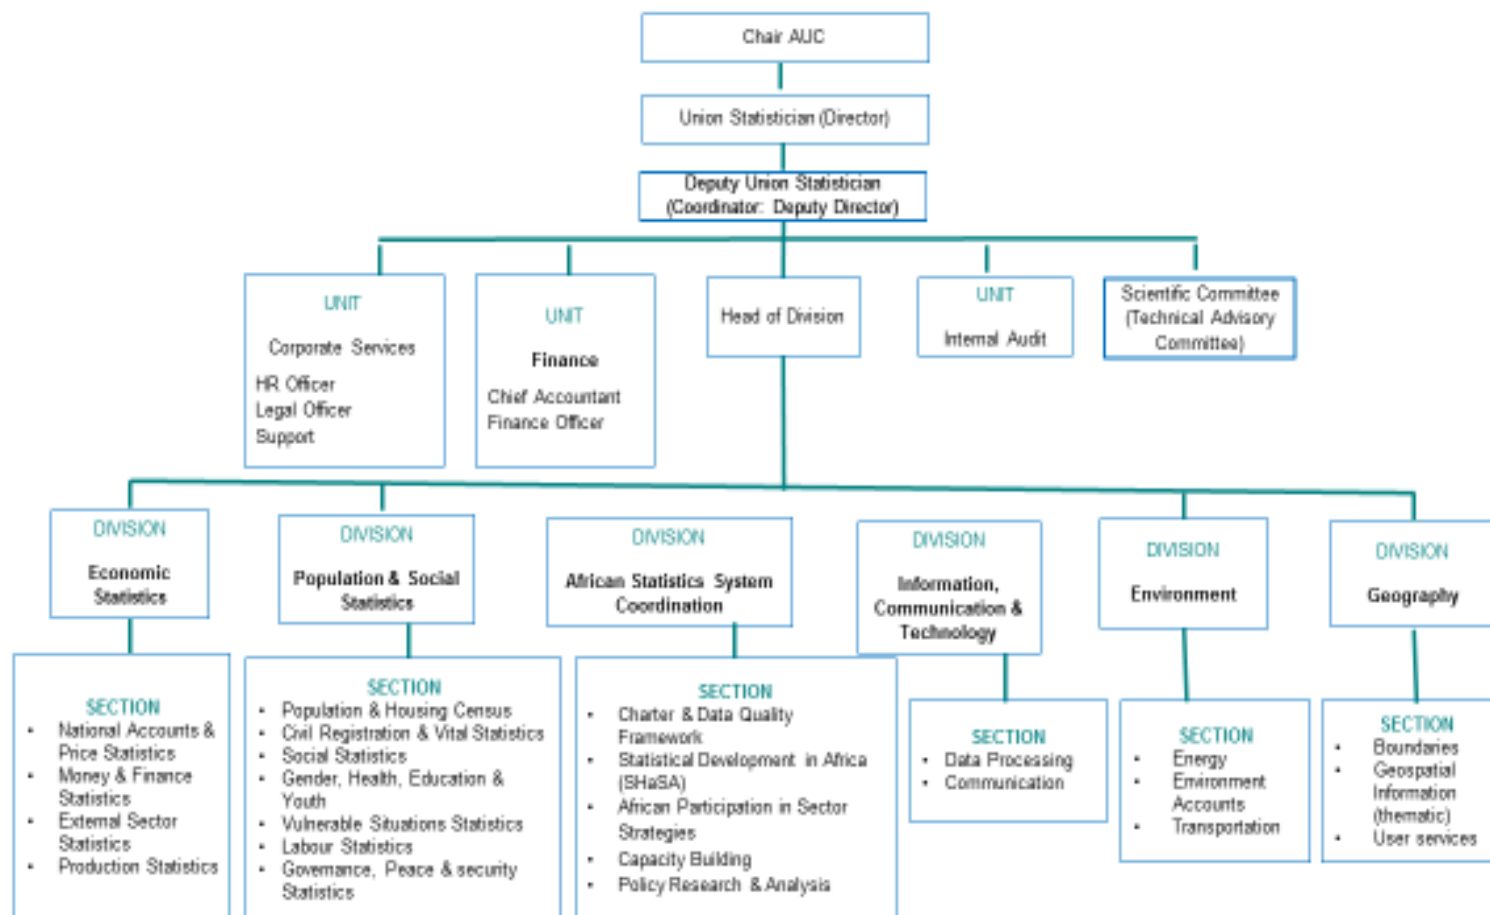 Chair AUC
Union Statistician (Director)
Deputy Union Statistician
(Coordinator: Deputy Director)
UNIT
Corporate Services
HR Officer
Legal Officer
Support
UNIT
Finance
Chief Accountant
Finance Officer
Head of Division
UNIT
Internal Audit
Scientific Committee
(Technical Advisory
Committee)
DIVISION
Economic
Statistics
DIVISION
Population & Social
Statistics
DIVISION
African Statistics System
Coordination
DIVISION
Information,
Communication &
Technology
DIVISION
Environment
DIVISION
Geography
SECTION
• National Accounts &
Price Statistics
• Money & Finance
Statistics
• External Sector
Statistics
• Production Statistics
SECTION
• Population & Housing Census
• Civil Registration & Vital Statistics
• Social Statistics
• Gender, Health, Education &
Youth
• Vulnerable Situations Statistics
• Labour Statistics
• Governance, Peace & security
Statistics
SECTION
• Charter & Data Quality
Framework
• Statistical Development in Africa
(SHaSA)
• African Participation in Sector
Strategies
• Capacity Building
• Policy Research & Analysis
SECTION
• Data Processing
• Communication
SECTION
• Energy
• Environment
Accounts
• Transportation
SECTION
• Boundaries
• Geospatial
Information
(thematic)
• User services